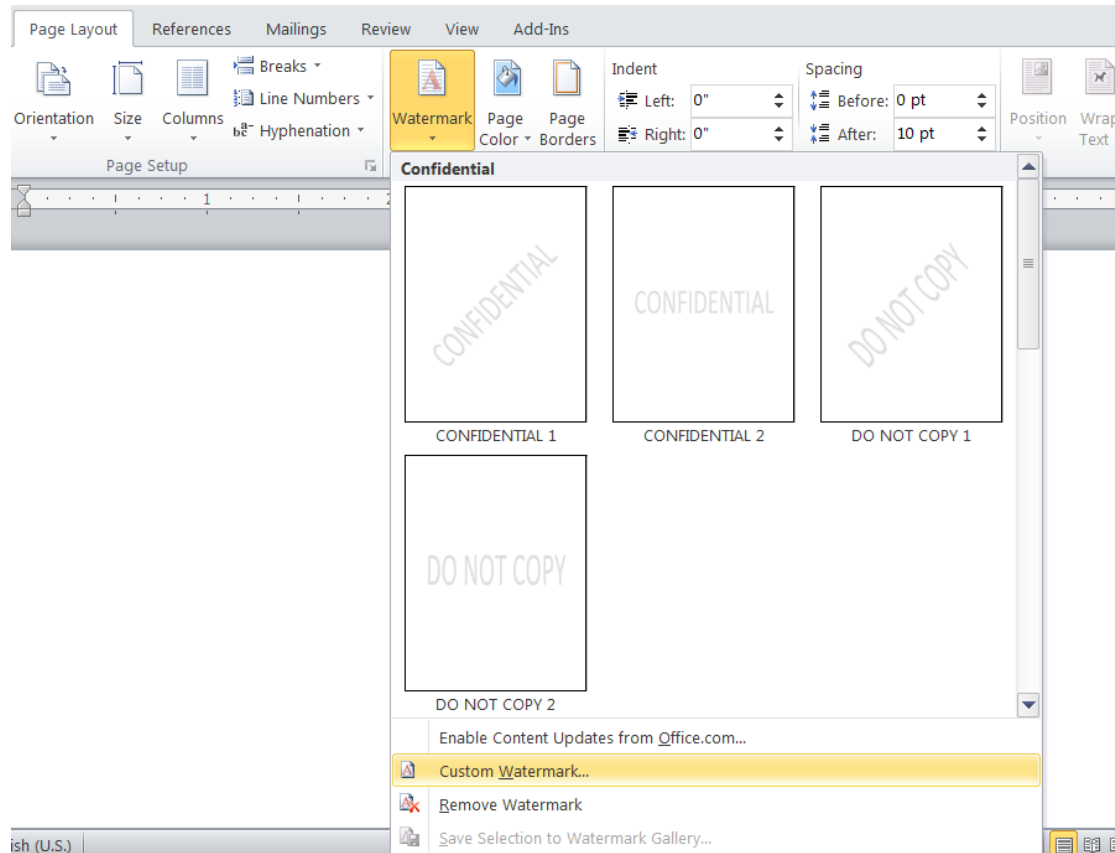 Page Layout References Mailings Review View Add-Ins
Breaks
Line Numbers
Hyphenation
Orientation Size Columns
Page Setup
Watermark Page Color Page Borders
Indent
Left: 0"
Right: 0"
Spacing
Before: 0 pt
After: 10 pt
Position Wrap Text
1
Confidential
CONFIDENTIAL CONFIDENTIAL DO NOT COPY
CONFIDENTIAL 1 CONFIDENTIAL 2 DO NOT COPY 1
DO NOT COPY
DO NOT COPY 2
Enable Content Updates from Office.com...
Custom Watermark...
Remove Watermark
Save Selection to Watermark Gallery...
ish (U.S.)